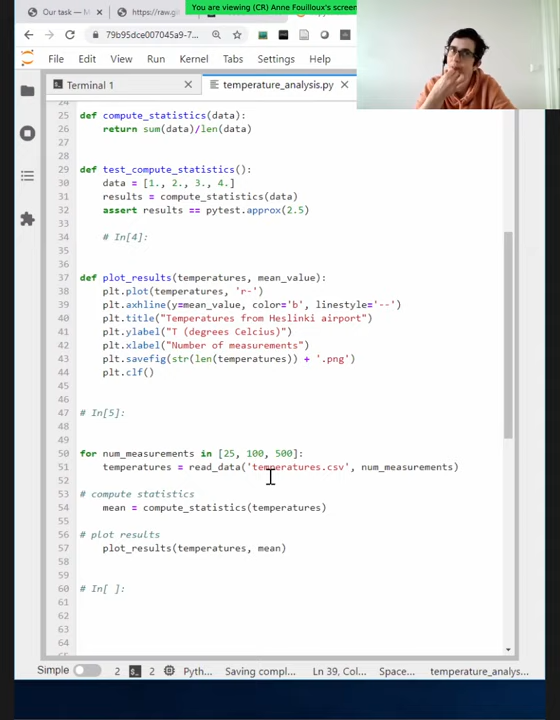 You are viewing (CR) Anne Fouilloux's screen
Our task — M
https://raw.gi
79b95dce007045a9-7...
File Edit View Run Kernel Tabs Settings Help
Terminal 1
temperature_analysis.py
24
25 def compute_statistics(data):
26 return sum(data)/len(data)
27
28
29 def test_compute_statistics():
30 data = [1., 2., 3., 4.]
31 results = compute_statistics(data)
32 assert results == pytest.approx(2.5)
33
34 # In[4]:
35
36
37 def plot_results(temperatures, mean_value):
38 plt.plot(temperatures, 'r-')
39 plt.axhline(y=mean_value, color='b', linestyle='--')
40 plt.title("Temperatures from Heslinki airport")
41 plt.ylabel("T (degrees Celcius)")
42 plt.xlabel("Number of measurements")
43 plt.savefig(str(len(temperatures)) + '.png')
44 plt.clf()
45
46
47 # In[5]:
48
49
50 for num_measurements in [25, 100, 500]:
51 temperatures = read_data('temperatures.csv', num_measurements)
52
53 # compute statistics
54 mean = compute_statistics(temperatures)
55
56 # plot results
57 plot_results(temperatures, mean)
58
59
60 # In[ ]:
61
62
63
64
65
Simple 2 2 Pyth... Saving compl... Ln 39, Col... Space... temperature_analys...